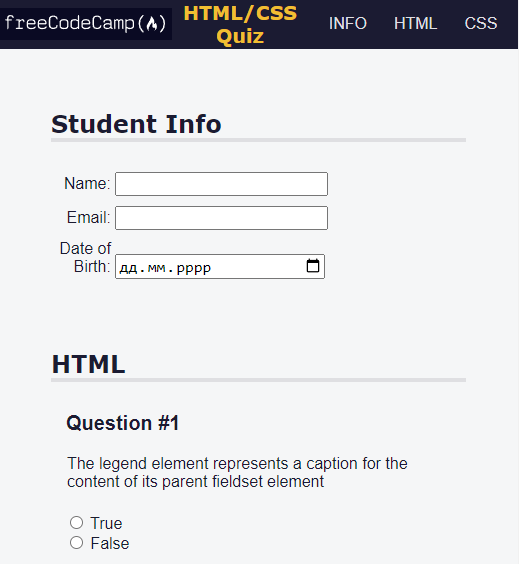 freeCodeCamp(🔥)
HTML/CSS
Quiz
INFO HTML CSS
Student Info
Name:
Email:
Date of
Birth: дд.мм.рррр
HTML
Question #1
The legend element represents a caption for the
content of its parent fieldset element
True
False